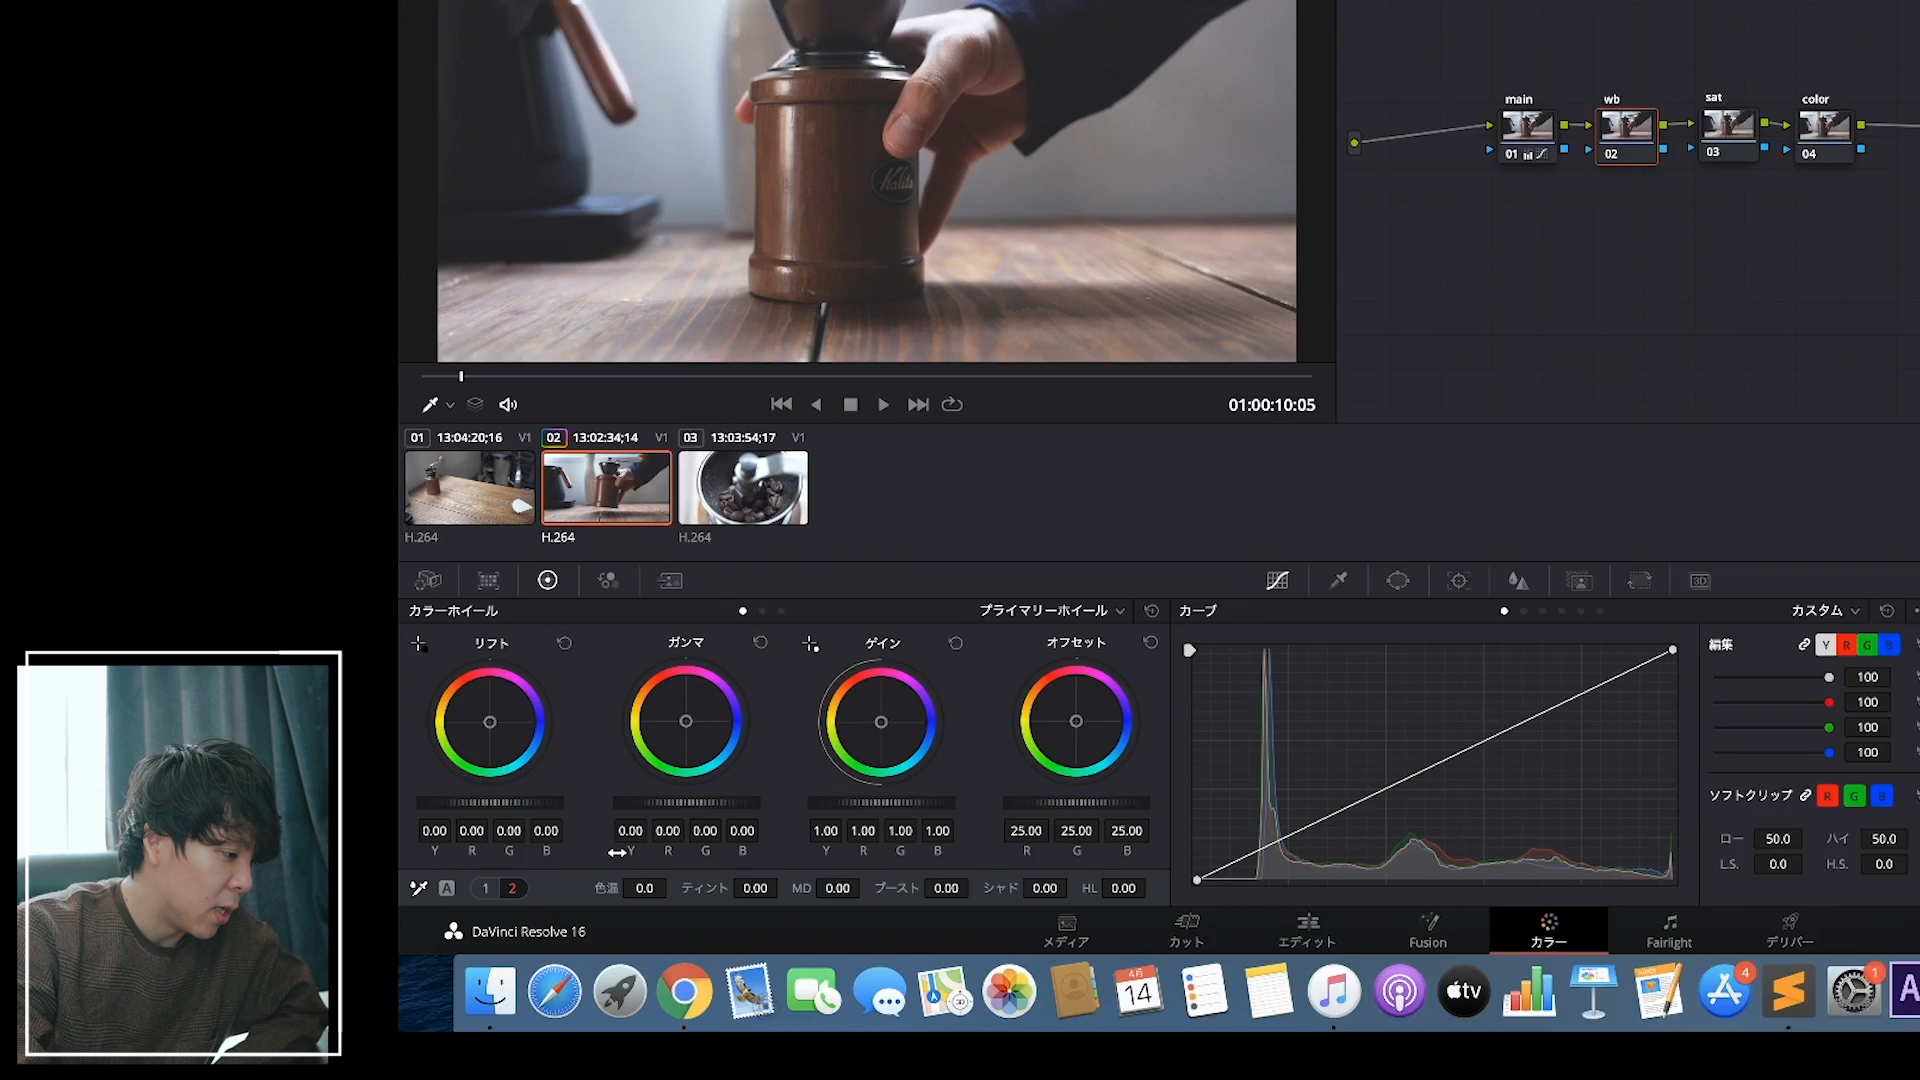 main
wb
sat
color
01
02
03
04
Kalita
01:00:10:05
01 13:04:20;16 V1
02 13:02:34;14 V1
03 13:03:54;17 V1
H.264
H.264
H.264
カラーホイール
プライマリーホイール
カーブ
カスタム
リフト
ガンマ
ゲイン
オフセット
0.00 0.00 0.00 0.00
Y R G B
0.00 0.00 0.00 0.00
Y R G B
1.00 1.00 1.00 1.00
Y R G B
25.00 25.00 25.00
R G B
A 1 2
色温 0.0 ティント 0.00 MD 0.00 ブースト 0.00 シャド 0.00 HL 0.00
3D
編集 Y R G B
100
100
100
100
ソフトクリップ R G B
ロー 50.0 ハイ 50.0
L.S. 0.0 H.S. 0.0
DaVinci Resolve 16
メディア
カット
エディット
Fusion
カラー
Fairlight
デリバー
4月
14
3D
tv
4
1
A